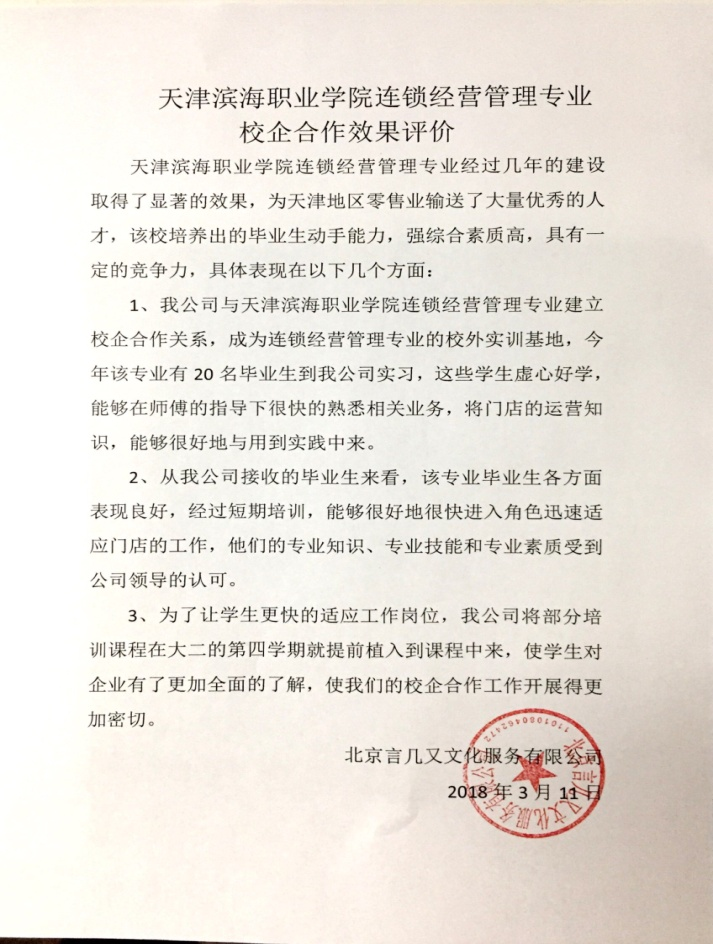 天津滨海职业学院连锁经营管理专业
校企合作效果评价
天津滨海职业学院连锁经营管理专业经过几年的建设
取得了显著的效果，为天津地区零售业输送了大量优秀的人
才，该校培养出的毕业生动手能力，强综合素质高，具有一
定的竞争力，具体表现在以下几个方面：
1、我公司与天津滨海职业学院连锁经营管理专业建立
校企合作关系，成为连锁经营管理专业的校外实训基地，今
年该专业有 20 名毕业生到我公司实习，这些学生虚心好学，
能够在师傅的指导下很快的熟悉相关业务，将门店的运营知
识，能够很好地与用到实践中来。
2、从我公司接收的毕业生来看，该专业毕业生各方面
表现良好，经过短期培训，能够很好地很快进入角色迅速适
应门店的工作，他们的专业知识、专业技能和专业素质受到
公司领导的认可。
3、为了让学生更快的适应工作岗位，我公司将部分培
训课程在大二的第四学期就提前植入到课程中来，使学生对
企业有了更加全面的了解，使我们的校企合作工作开展得更
加密切。
北京言几又文化服务有限公司
2018 年 3 月 11 日
北京言几又文化服务有限公司
1101080462472